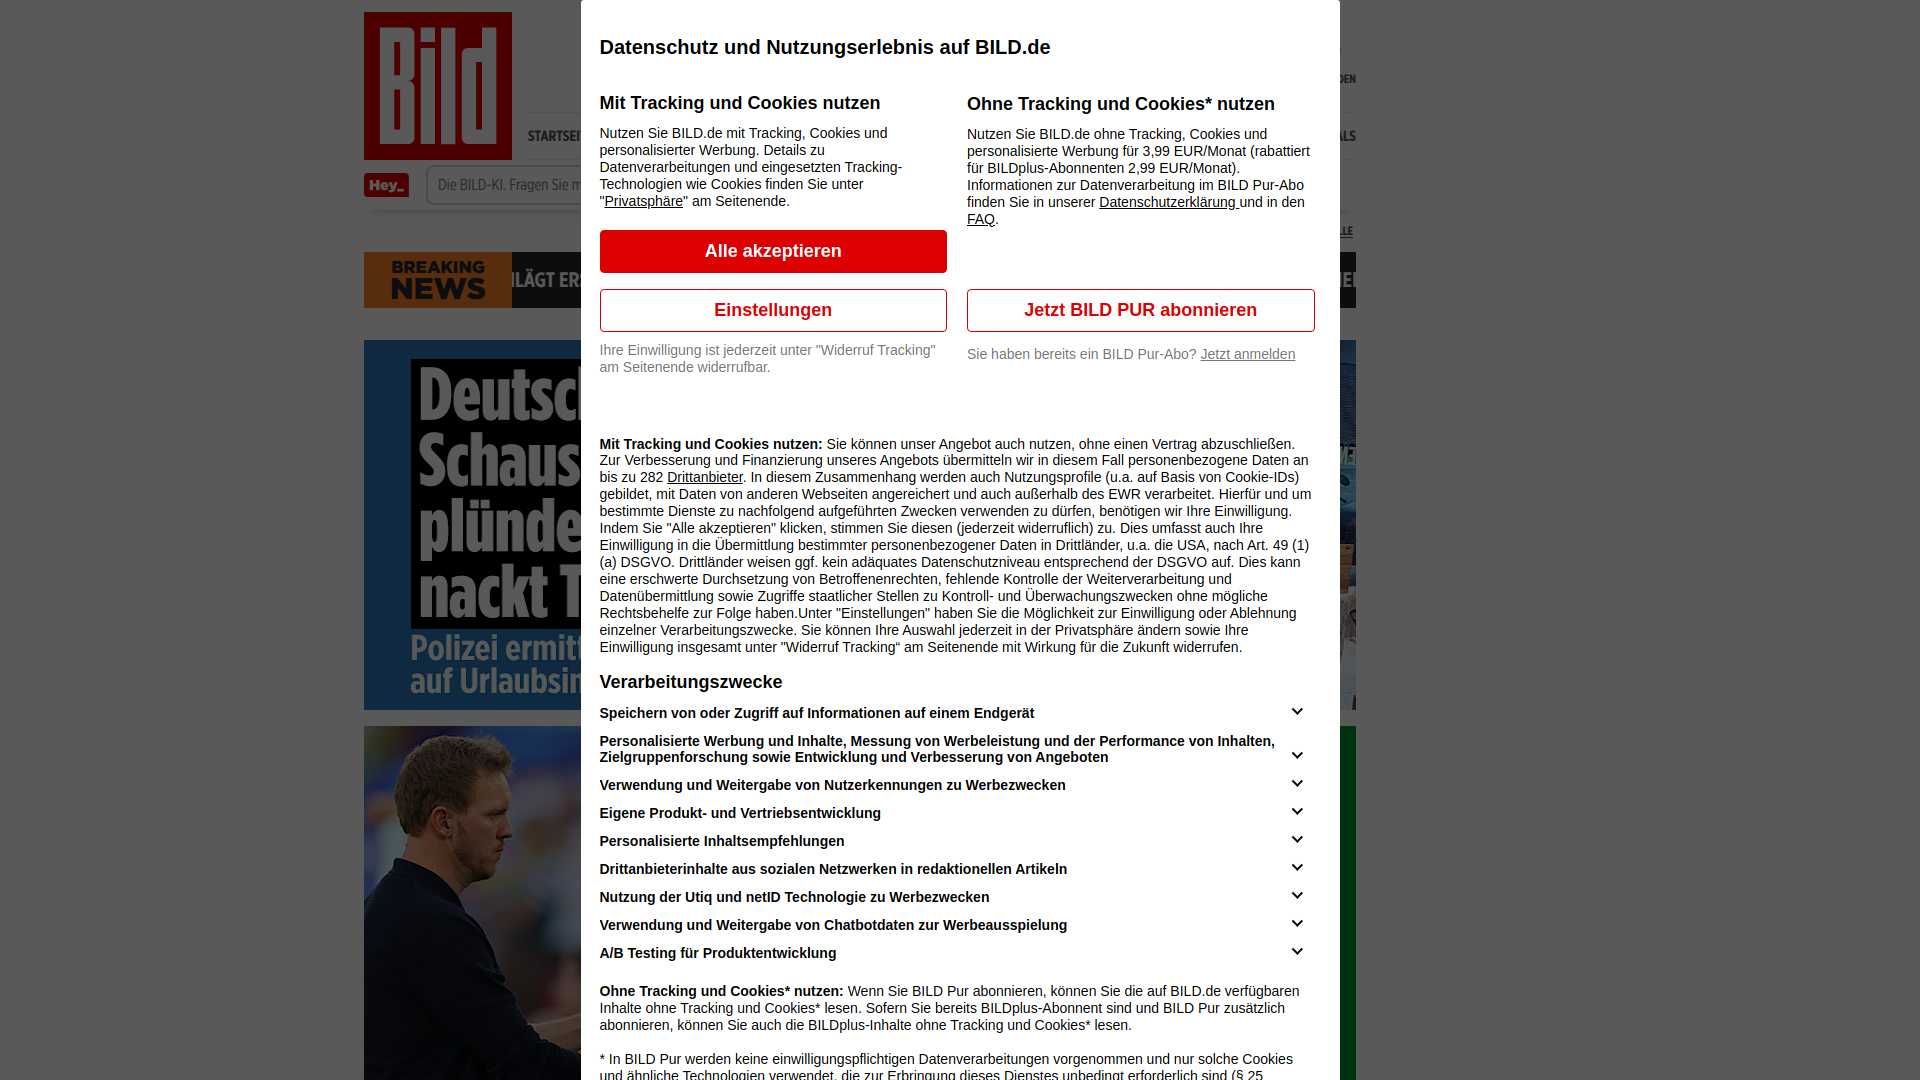 Bild
Datenschutz und Nutzungserlebnis auf BILD.de
Mit Tracking und Cookies nutzen
Nutzen Sie BILD.de mit Tracking, Cookies und
personalisierter Werbung. Details zu
Datenverarbeitungen und eingesetzten Tracking-
Technologien wie Cookies finden Sie unter
"Privatsphäre" am Seitenende.
Alle akzeptieren
Einstellungen
Ihre Einwilligung ist jederzeit unter "Widerruf Tracking"
am Seitenende widerrufbar.
Ohne Tracking und Cookies* nutzen
Nutzen Sie BILD.de ohne Tracking, Cookies und
personalisierte Werbung für 3,99 EUR/Monat (rabattiert
für BILDplus-Abonnenten 2,99 EUR/Monat).
Informationen zur Datenverarbeitung im BILD Pur-Abo
finden Sie in unserer Datenschutzerklärung und in den
FAQ.
Jetzt BILD PUR abonnieren
Sie haben bereits ein BILD Pur-Abo? Jetzt anmelden
Mit Tracking und Cookies nutzen: Sie können unser Angebot auch nutzen, ohne einen Vertrag abzuschließen.
Zur Verbesserung und Finanzierung unseres Angebots übermitteln wir in diesem Fall personenbezogene Daten an
bis zu 282 Drittanbieter. In diesem Zusammenhang werden auch Nutzungsprofile (u.a. auf Basis von Cookie-IDs)
gebildet, mit Daten von anderen Webseiten angereichert und auch außerhalb des EWR verarbeitet. Hierfür und um
bestimmte Dienste zu nachfolgend aufgeführten Zwecken verwenden zu dürfen, benötigen wir Ihre Einwilligung.
Indem Sie "Alle akzeptieren" klicken, stimmen Sie diesen (jederzeit widerruflich) zu. Dies umfasst auch Ihre
Einwilligung in die Übermittlung bestimmter personenbezogener Daten in Drittländer, u.a. die USA, nach Art. 49 (1)
(a) DSGVO. Drittländer weisen ggf. kein adäquates Datenschutzniveau entsprechend der DSGVO auf. Dies kann
eine erschwerte Durchsetzung von Betroffenenrechten, fehlende Kontrolle der Weiterverarbeitung und
Datenübermittlung sowie Zugriffe staatlicher Stellen zu Kontroll- und Überwachungszwecken ohne mögliche
Rechtsbehelfe zur Folge haben.Unter "Einstellungen" haben Sie die Möglichkeit zur Einwilligung oder Ablehnung
einzelner Verarbeitungszwecke. Sie können Ihre Auswahl jederzeit in der Privatsphäre ändern sowie Ihre
Einwilligung insgesamt unter "Widerruf Tracking“ am Seitenende mit Wirkung für die Zukunft widerrufen.
Verarbeitungszwecke
Speichern von oder Zugriff auf Informationen auf einem Endgerät
Personalisierte Werbung und Inhalte, Messung von Werbeleistung und der Performance von Inhalten,
Zielgruppenforschung sowie Entwicklung und Verbesserung von Angeboten
Verwendung und Weitergabe von Nutzerkennungen zu Werbezwecken
Eigene Produkt- und Vertriebsentwicklung
Personalisierte Inhaltsempfehlungen
Drittanbieterinhalte aus sozialen Netzwerken in redaktionellen Artikeln
Nutzung der Utiq und netID Technologie zu Werbezwecken
Verwendung und Weitergabe von Chatbotdaten zur Werbeausspielung
A/B Testing für Produktentwicklung
Ohne Tracking und Cookies* nutzen: Wenn Sie BILD Pur abonnieren, können Sie die auf BILD.de verfügbaren
Inhalte ohne Tracking und Cookies* lesen. Sofern Sie bereits BILDplus-Abonnent sind und BILD Pur zusätzlich
abonnieren, können Sie auch die BILDplus-Inhalte ohne Tracking und Cookies* lesen.
* In BILD Pur werden keine einwilligungspflichtigen Datenverarbeitungen vorgenommen und nur solche Cookies
und ähnliche Technologien verwendet, die zur Erbringung dieses Dienstes unbedingt erforderlich sind (§ 25
STARTSEI
Hey_
Die BILD-KI. Fragen Sie m
BREAKING
NEWS
HLÄGT ERS
Deutsch
Schaus
plünde
nackt T
Polizei ermitt
auf Urlaubsin
DEN
ALS
LLE